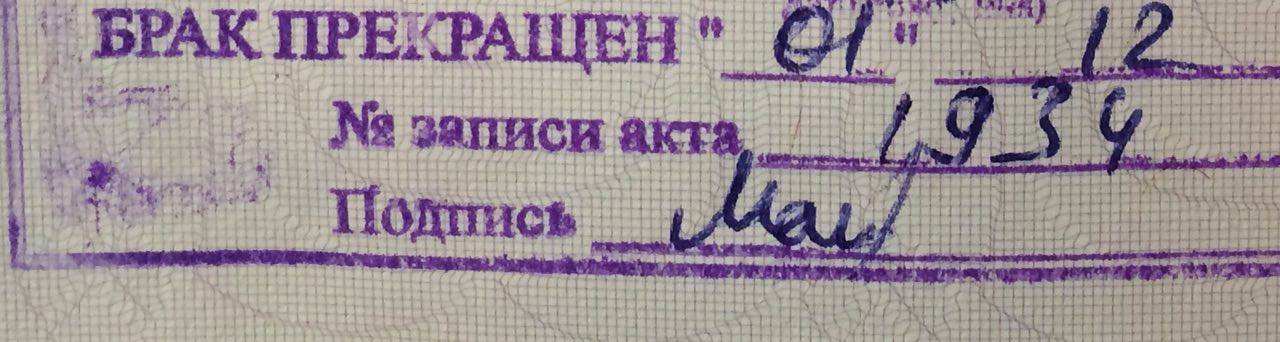 БРАК ПРЕКРАЩЕН "01" 12
№ записи акта 1934
Подпись